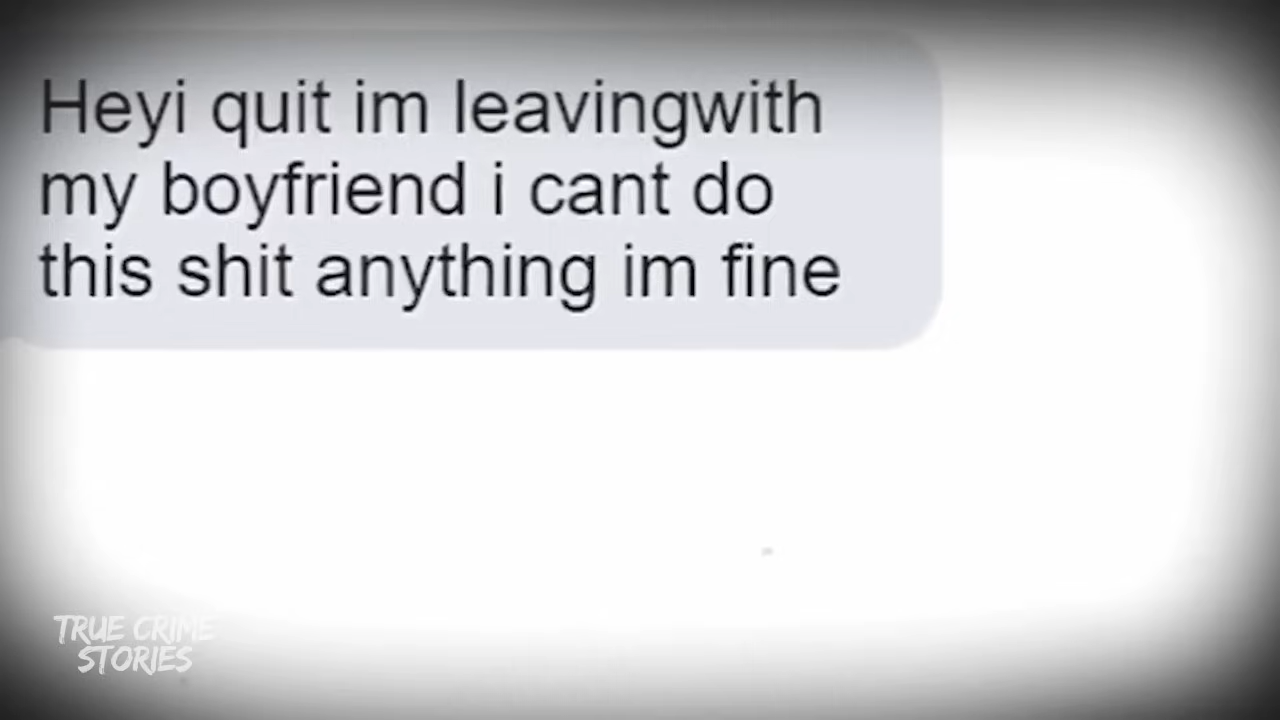 Heyi quit im leavingwith
my boyfriend i cant do
this shit anything im fine
TRUE CRIME
STORIES